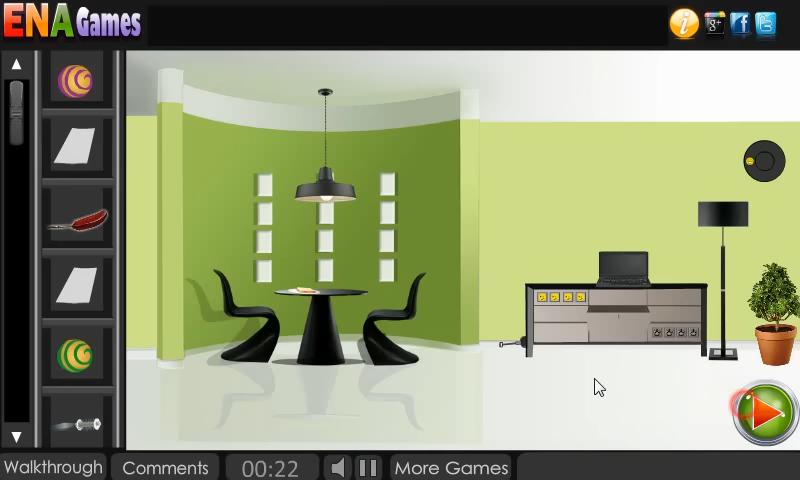 ENA Games
i
g+
f
t
Walkthrough
Comments
00:22
More Games